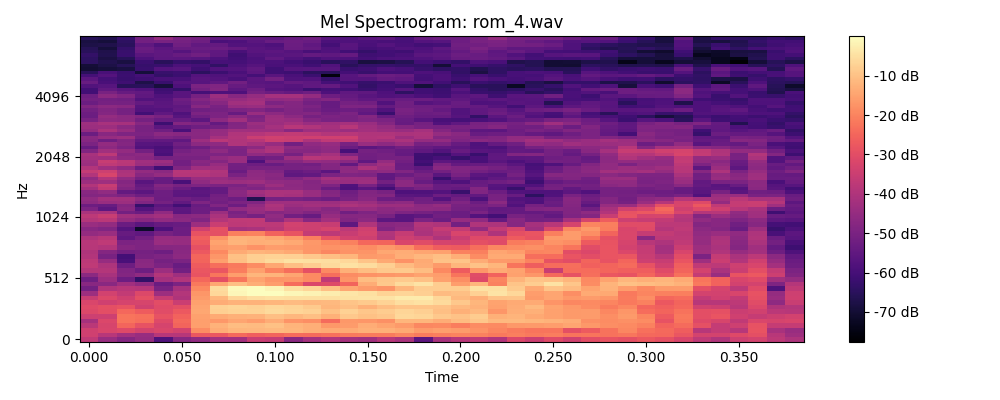 Mel Spectrogram: rom_4.wav
Hz
4096
2048
1024
512
0
0.000 0.050 0.100 0.150 0.200 0.250 0.300 0.350
Time
-10 dB
-20 dB
-30 dB
-40 dB
-50 dB
-60 dB
-70 dB